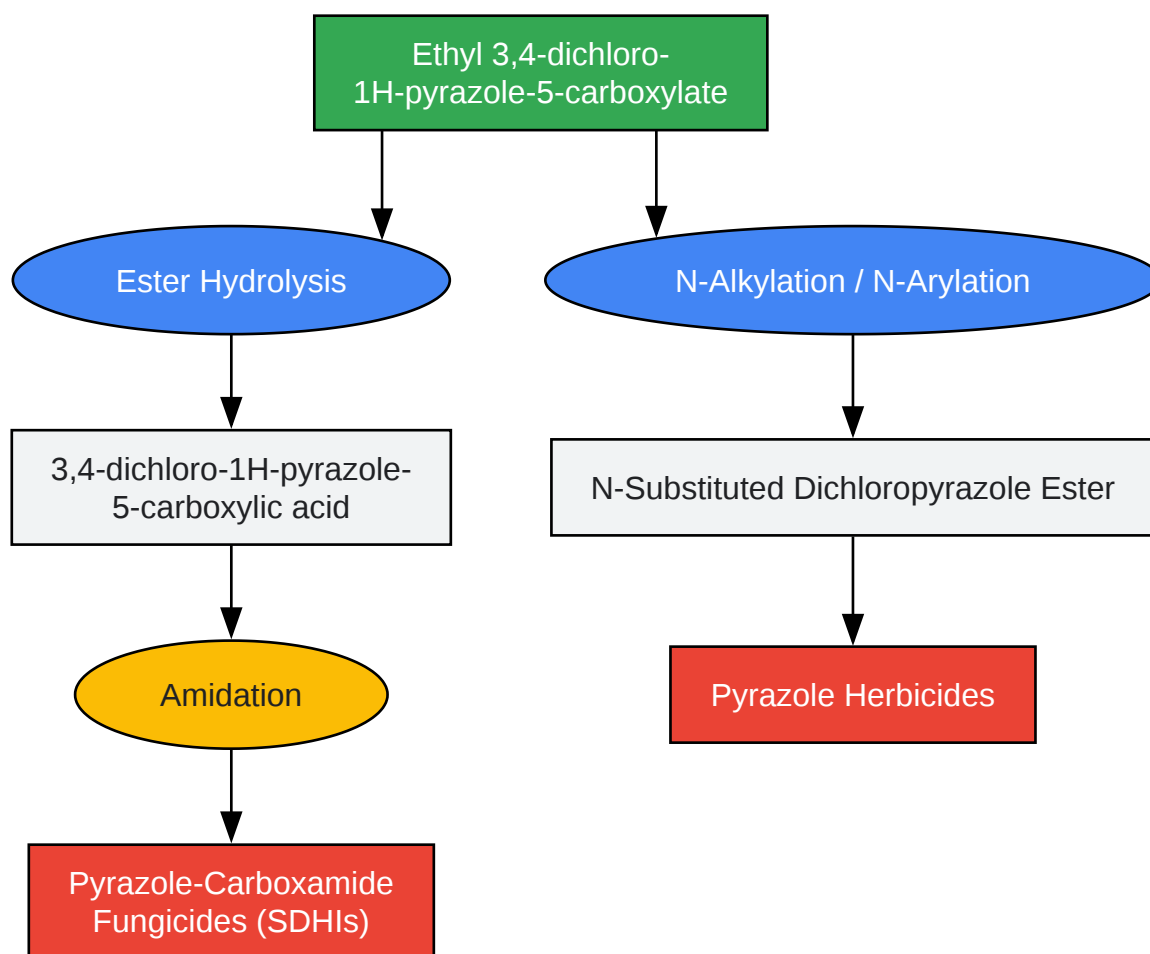 Ethyl 3,4-dichloro-
1H-pyrazole-5-carboxylate
Ester Hydrolysis
N-Alkylation / N-Arylation
3,4-dichloro-1H-pyrazole-
5-carboxylic acid
N-Substituted Dichloropyrazole Ester
Amidation
Pyrazole Herbicides
Pyrazole-Carboxamide
Fungicides (SDHIs)